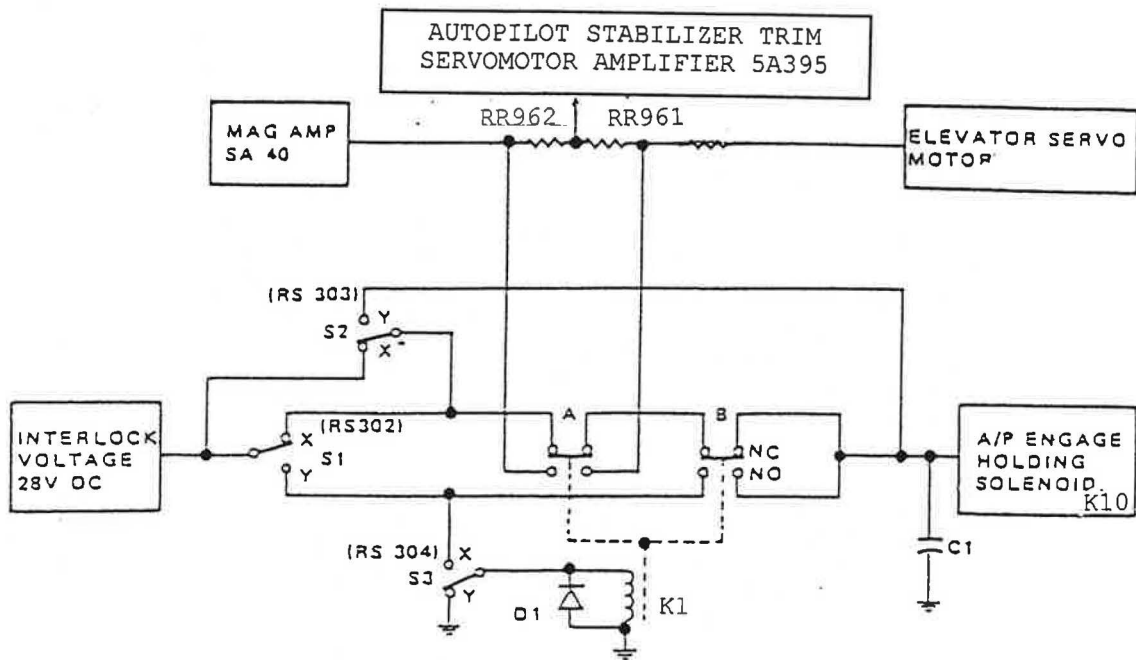 AUTOPILOT STABILIZER TRIM
SERVOMOTOR AMPLIFIER 5A395
RR962
RR961
MAG AMP
SA 40
ELEVATOR SERVO
MOTOR
(RS 303)
Y
S2
X
A
B
(RS302)
X
S1
Y
INTERLOCK
VOLTAGE
28V DC
NC
NO
A/P ENGAGE
HOLDING
SOLENOID
K10
(RS 304)
X
S3
Y
D1
K1
C1